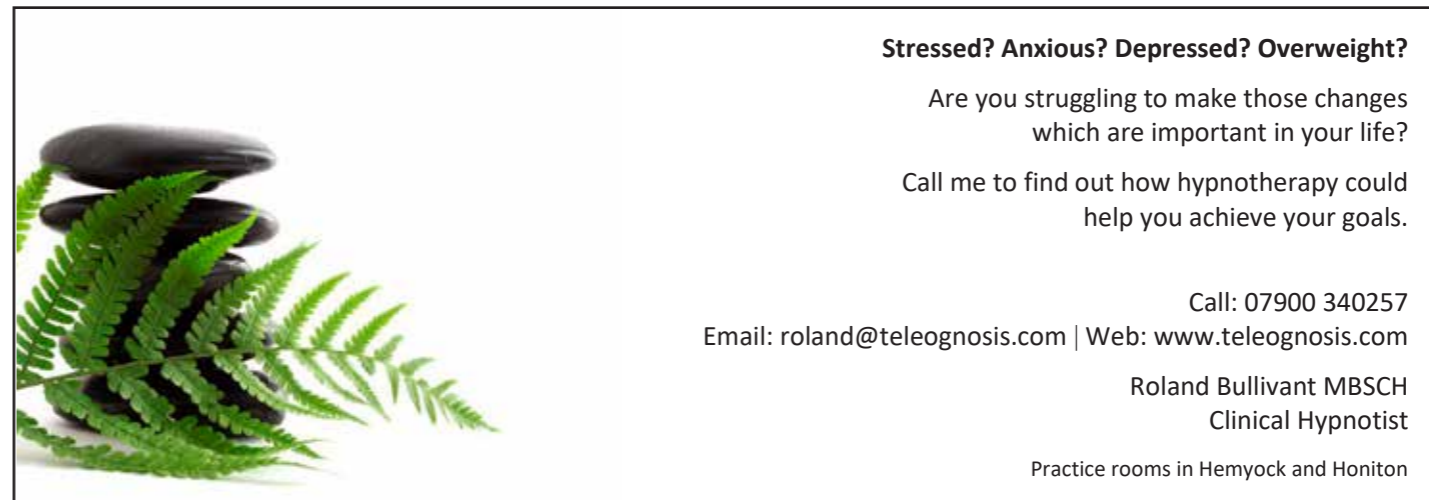 Stressed? Anxious? Depressed? Overweight?
Are you struggling to make those changes
which are important in your life?
Call me to find out how hypnotherapy could
help you achieve your goals.
Call: 07900 340257
Email: roland@teleognosis.com | Web: www.teleognosis.com
Roland Bullivant MBSCH
Clinical Hypnotist
Practice rooms in Hemyock and Honiton